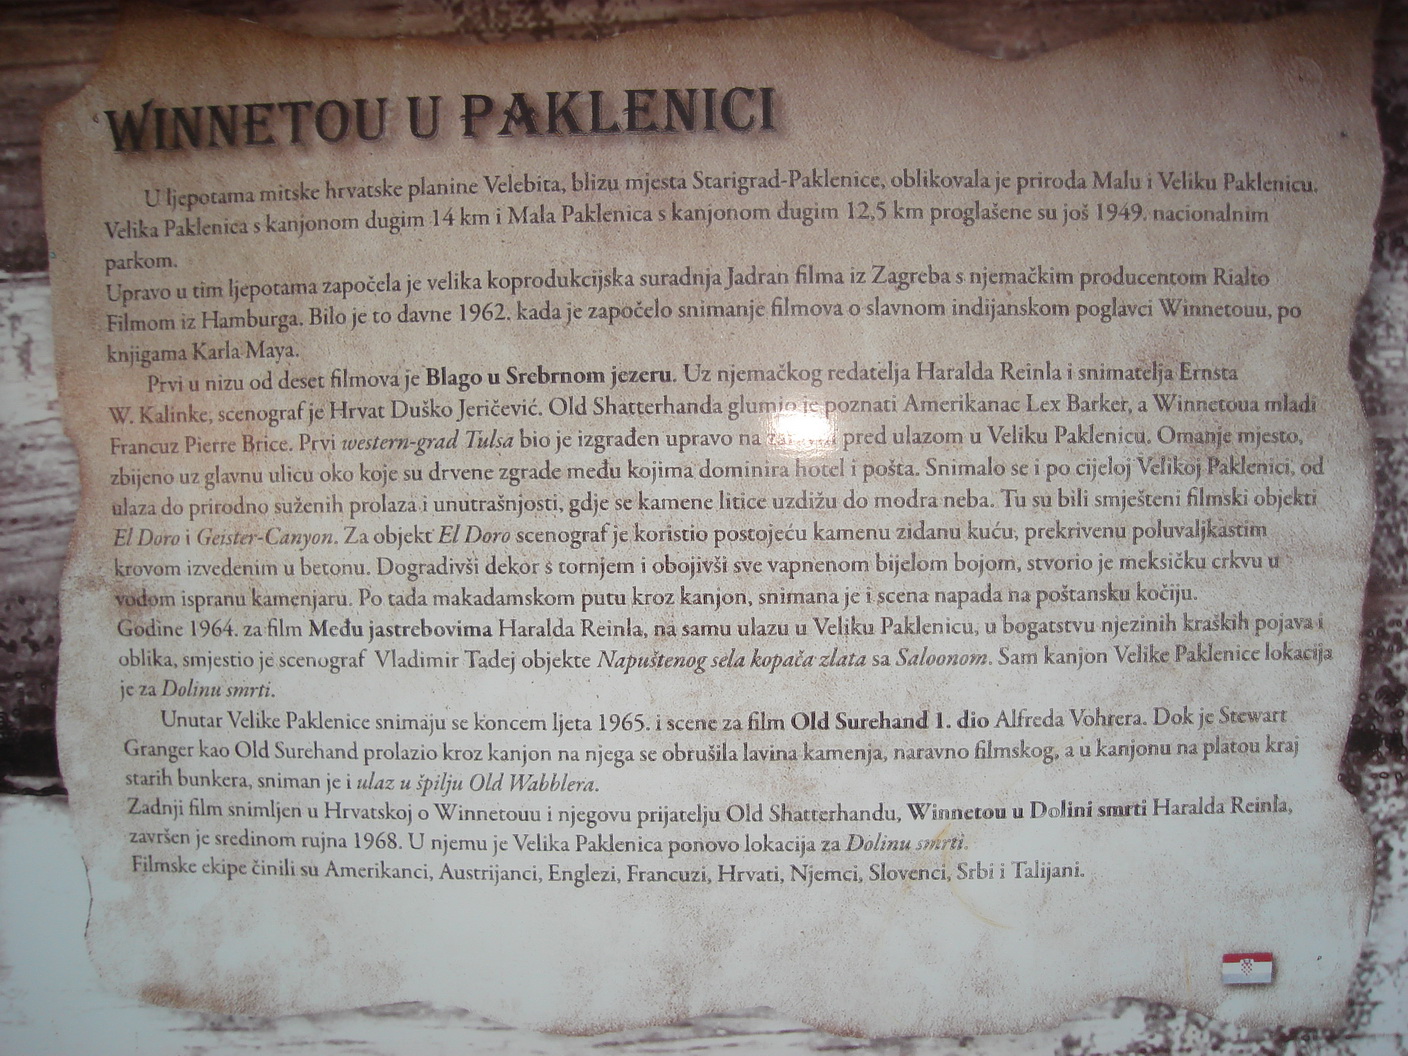 WINNETOU U PAKLENICI
U ljepotama mitske hrvatske planine Velebita, blizu mjesta Starigrad-Paklenice, oblikovala je priroda Malu i Veliku Paklenicu.
Velika Paklenica s kanjonom dugim 14 km i Mala Paklenica s kanjonom dugim 12,5 km proglašene su još 1949. nacionalnim
parkom.
Upravo u tim ljepotama započela je velika koprodukcijska suradnja Jadran filma iz Zagreba s njemačkim producentom Rialto
Filmom iz Hamburga. Bilo je to davne 1962. kada je započelo snimanje filmova o slavnom indijanskom poglavci Winnetouu, po
knjigama Karla Maya.
Prvi u nizu od deset filmova je Blago u Srebrnom jezeru. Uz njemačkog redatelja Haralda Reinla i snimatelja Ernsta
W. Kalinke, scenograf je Hrvat Duško Jeričević. Old Shatterhanda glumio je poznati Amerikanac Lex Barker, a Winnetoua mladi
Francuz Pierre Brice. Prvi western-grad Tulsa bio je izgrađen upravo na pred ulazom u Veliku Paklenicu. Omanje mjesto,
zbijeno uz glavnu ulicu oko koje su drvene zgrade među kojima dominira hotel i pošta. Snimalo se i po cijeloj Velikoj Paklenici, od
ulaza do prirodno suženih prolaza i unutrašnjosti, gdje se kamene litice uzdižu do modra neba. Tu su bili smješteni filmski objekti
El Doro i Geister-Canyon. Za objekt El Doro scenograf je koristio postojeću kamenu zidanu kuću, prekrivenu poluvaljkastim
krovom izvedenim u betonu. Dogradivši dekor s tornjem i obojivši sve vapnenom bijelom bojom, stvorio je meksičku crkvu u
vodom ispranu kamenjaru. Po tada makadamskom putu kroz kanjon, snimana je i scena napada na poštansku kočiju.
Godine 1964. za film Među jastrebovima Haralda Reinla, na samu ulazu u Veliku Paklenicu, u bogatstvu njezinih kraških pojava i
oblika, smjestio je scenograf Vladimir Tadej objekte Napuštenog sela kopača zlata sa Saloonom. Sam kanjon Velike Paklenice lokacija
je za Dolinu smrti.
Unutar Velike Paklenice snimaju se koncem ljeta 1965. i scene za film Old Surehand 1. dio Alfreda Vohrera. Dok je Stewart
Granger kao Old Surehand prolazio kroz kanjon na njega se obrušila lavina kamenja, naravno filmskog, a u kanjonu na platou kraj
starih bunkera, sniman je i ulaz u špilju Old Wabblera.
Zadnji film snimljen u Hrvatskoj o Winnetouu i njegovu prijatelju Old Shatterhandu, Winnetou u Dolini smrti Haralda Reinla,
završen je sredinom rujna 1968. U njemu je Velika Paklenica ponovo lokacija za Dolinu smrti.
Filmske ekipe činili su Amerikanci, Austrijanci, Englezi, Francuzi, Hrvati, Njemci, Slovenci, Srbi i Talijani.